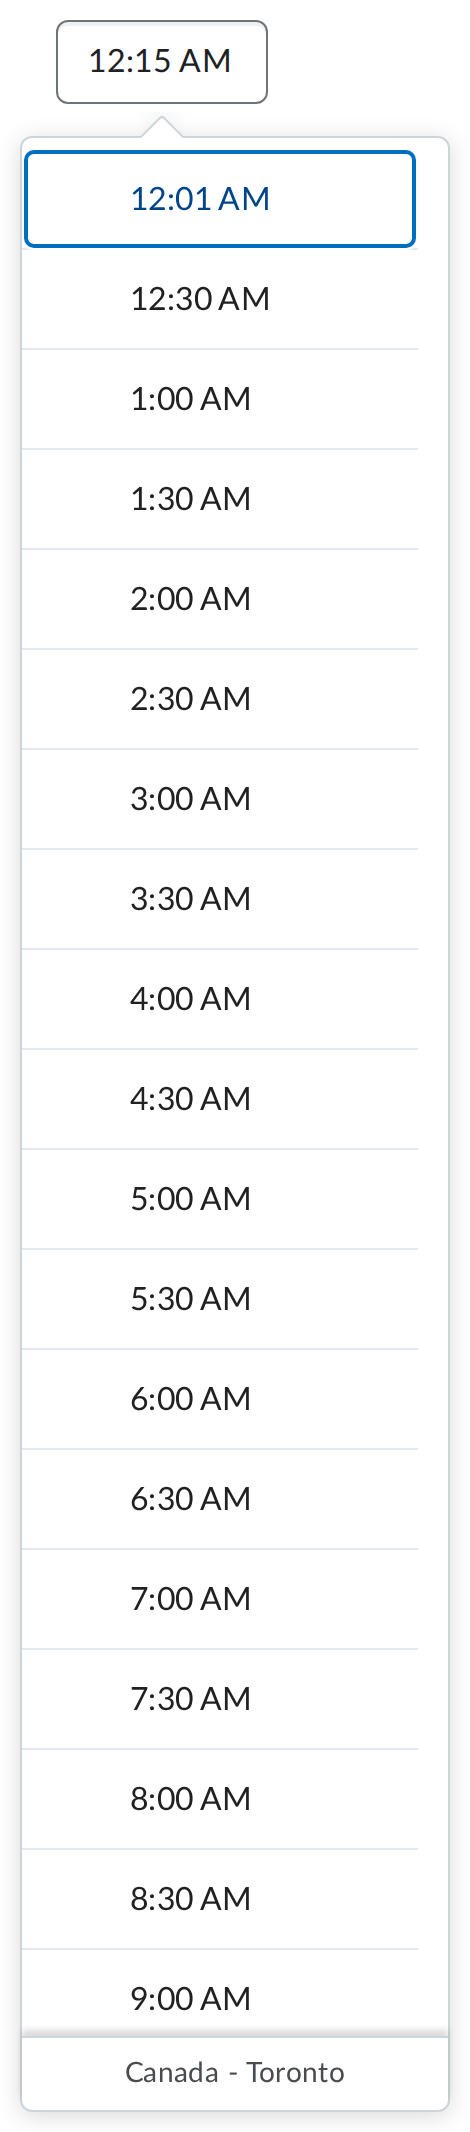 12:15 AM
12:01 AM
12:30 AM
1:00 AM
1:30 AM
2:00 AM
2:30 AM
3:00 AM
3:30 AM
4:00 AM
4:30 AM
5:00 AM
5:30 AM
6:00 AM
6:30 AM
7:00 AM
7:30 AM
8:00 AM
8:30 AM
9:00 AM
Canada - Toronto